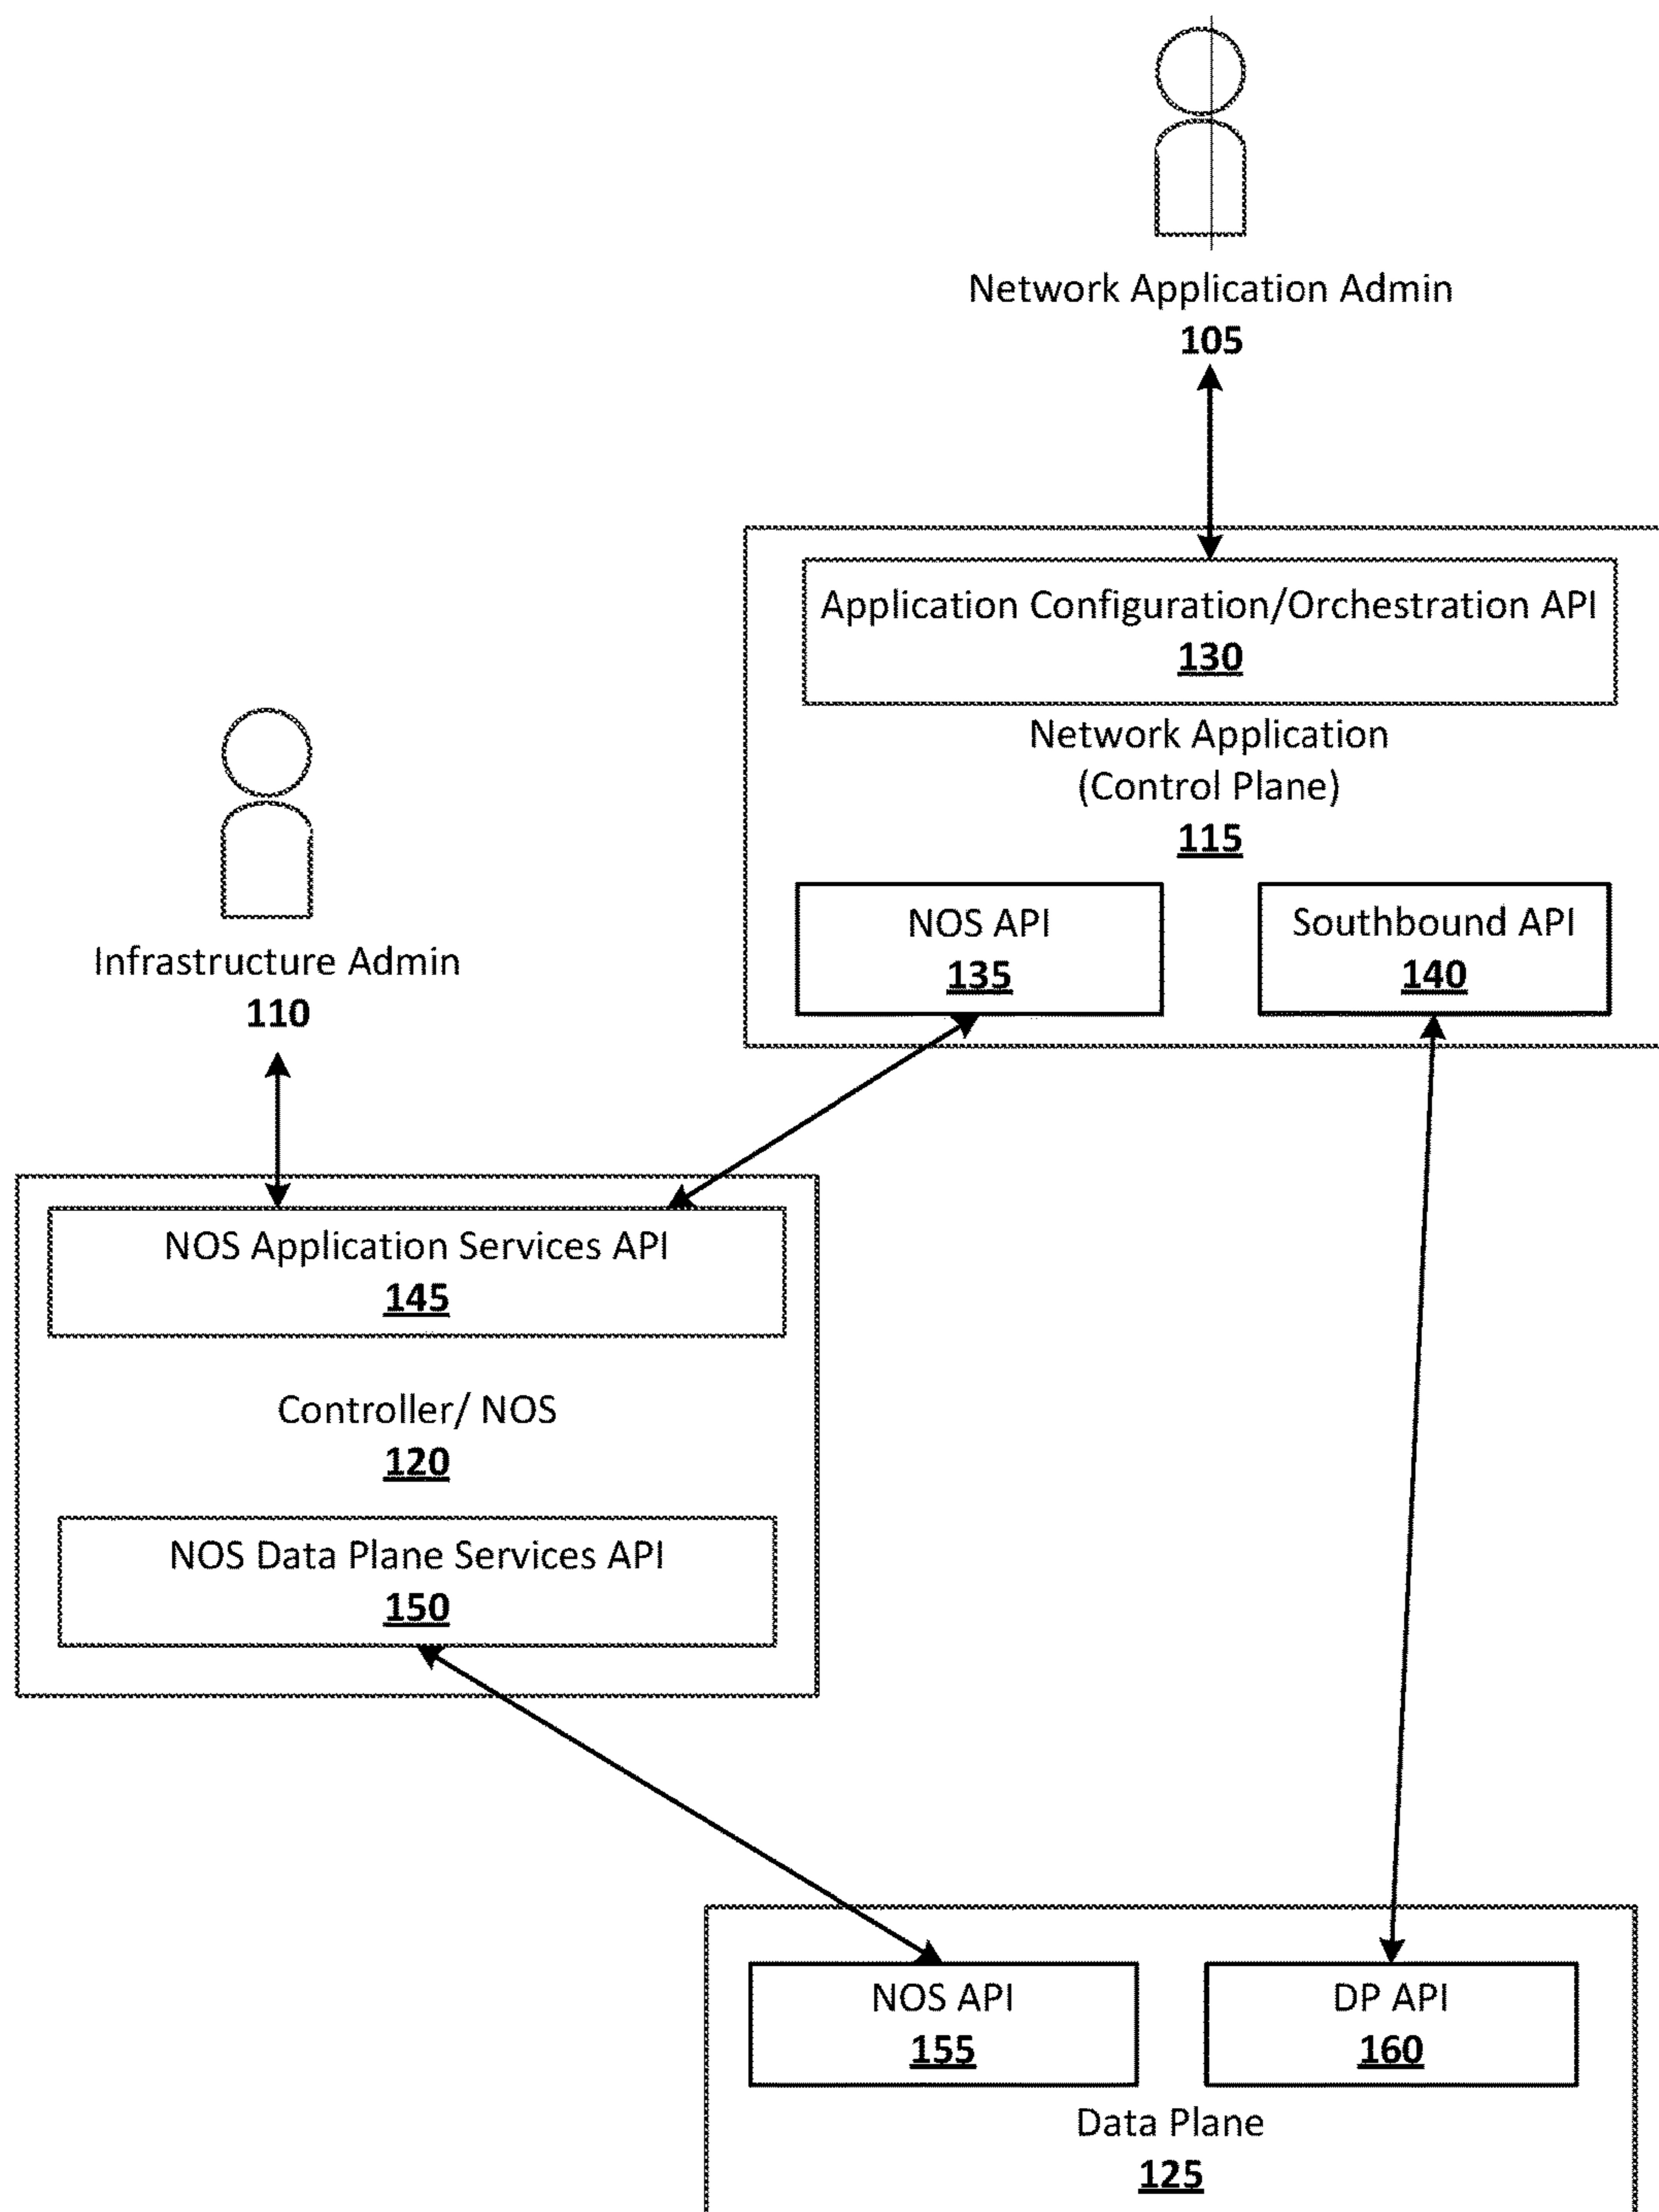 Network Application Admin
105
Application Configuration/Orchestration API
130
Network Application
(Control Plane)
115
NOS API
135
Southbound API
140
Infrastructure Admin
110
NOS Application Services API
145
Controller/ NOS
120
NOS Data Plane Services API
150
NOS API
155
DP API
160
Data Plane
125